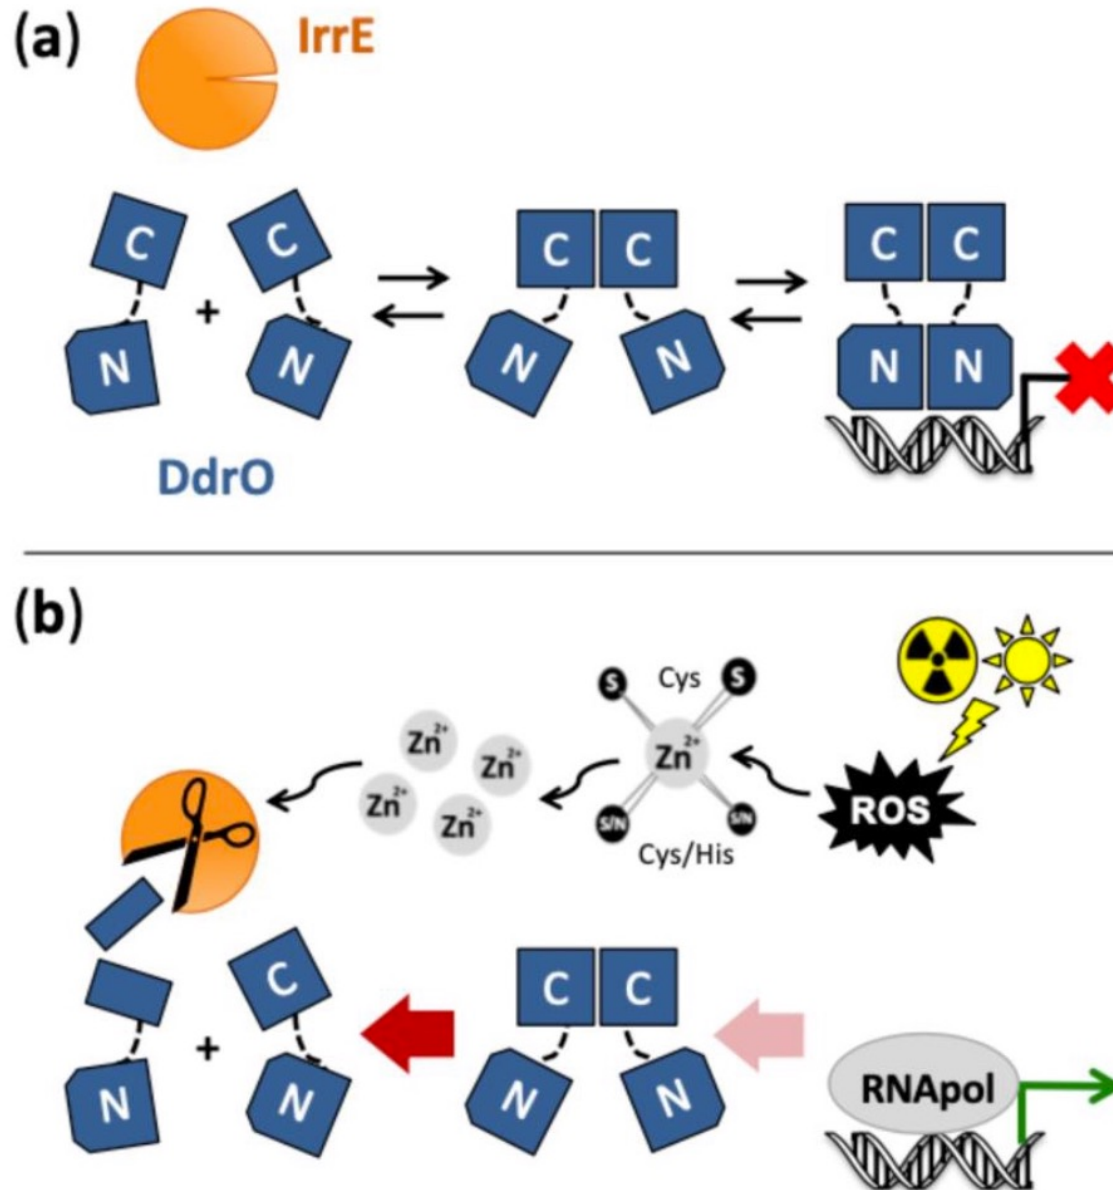 (a)
IrrE
C C C C C C
+
N N N N N N
DdrO
(b)
S Cys S
Zn2+ Zn2+ Zn2+
Zn2+ Zn2+
S/N S/N
Cys/His
ROS
C C C
+
N N N N
RNApol